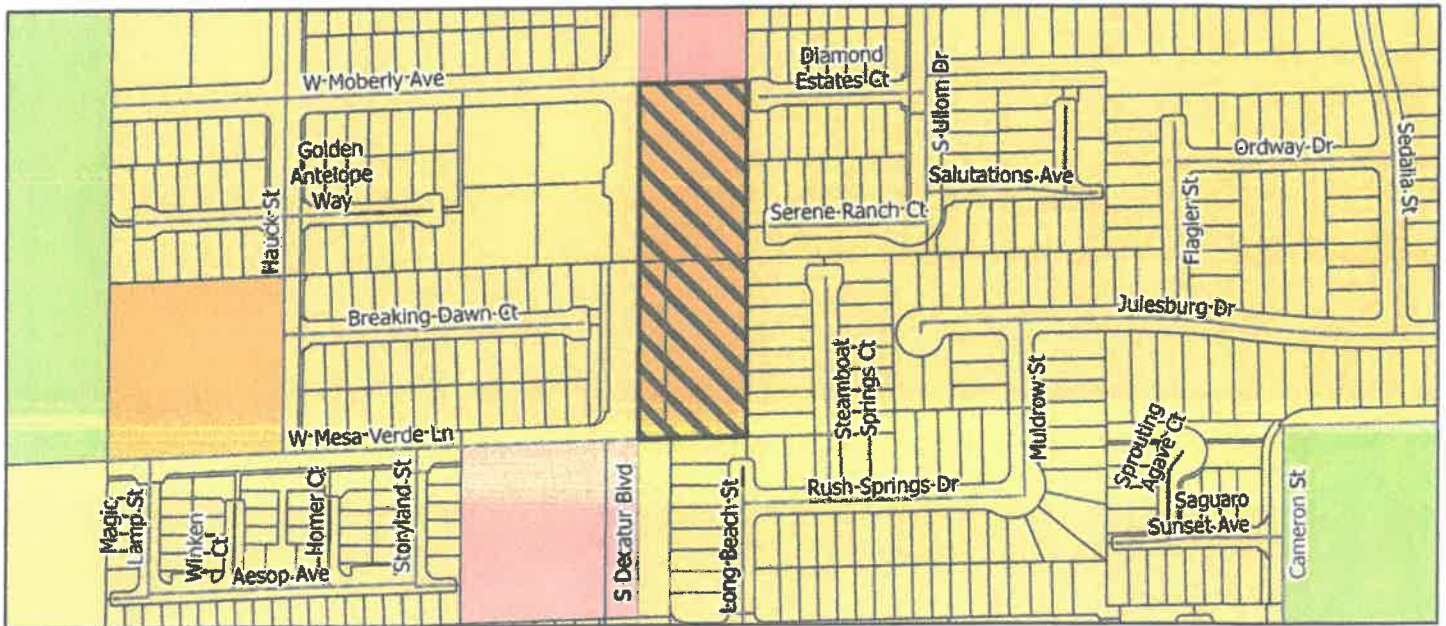 Diamond
Estates Ct
W Moberly Ave
S Ullom Dr
Sedalia St
Ordway Dr
Golden
Antelope
Way
Salutations Ave
Hauck St
Serene Ranch Ct
Flagler St
Breaking Dawn Ct
Julesburg Dr
Steamboat
Springs Ct
Muldrow St
W Mesa Verde Ln
Sprouting
Agave Ct
Magic
Lamp St
Winken
Ct
Homer Ct
Storyland St
S Decatur Blvd
Long Beach St
Rush Springs Dr
Saguaro
Sunset Ave
Cameron St
Aesop Ave